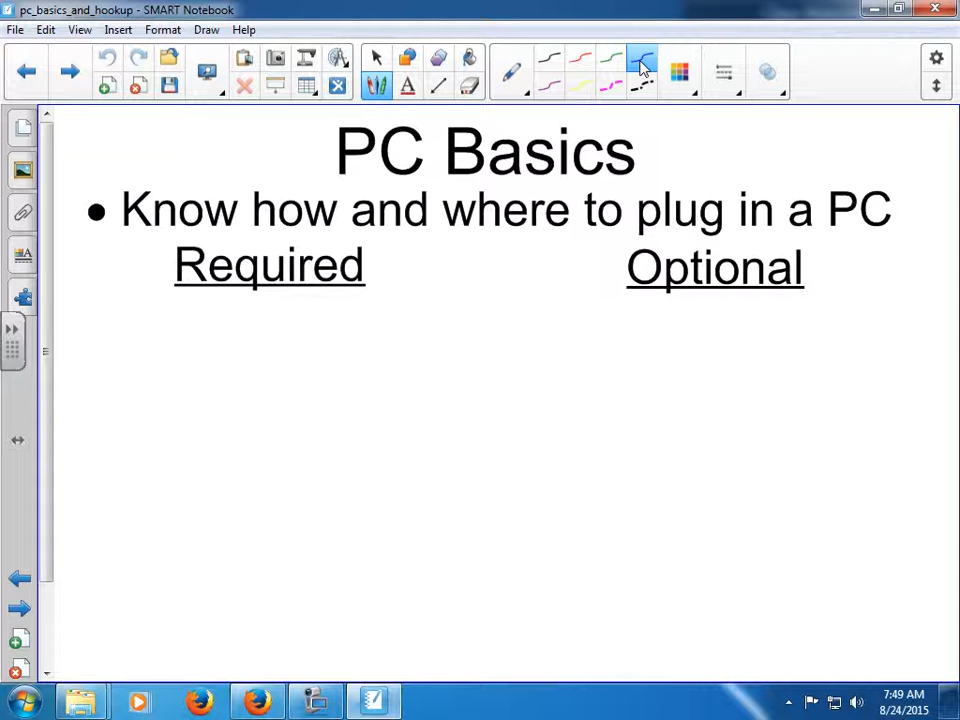 pc_basics_and_hookup - SMART Notebook
File Edit View Insert Format Draw Help
PC Basics
• Know how and where to plug in a PC
Required Optional
7:49 AM
8/24/2015